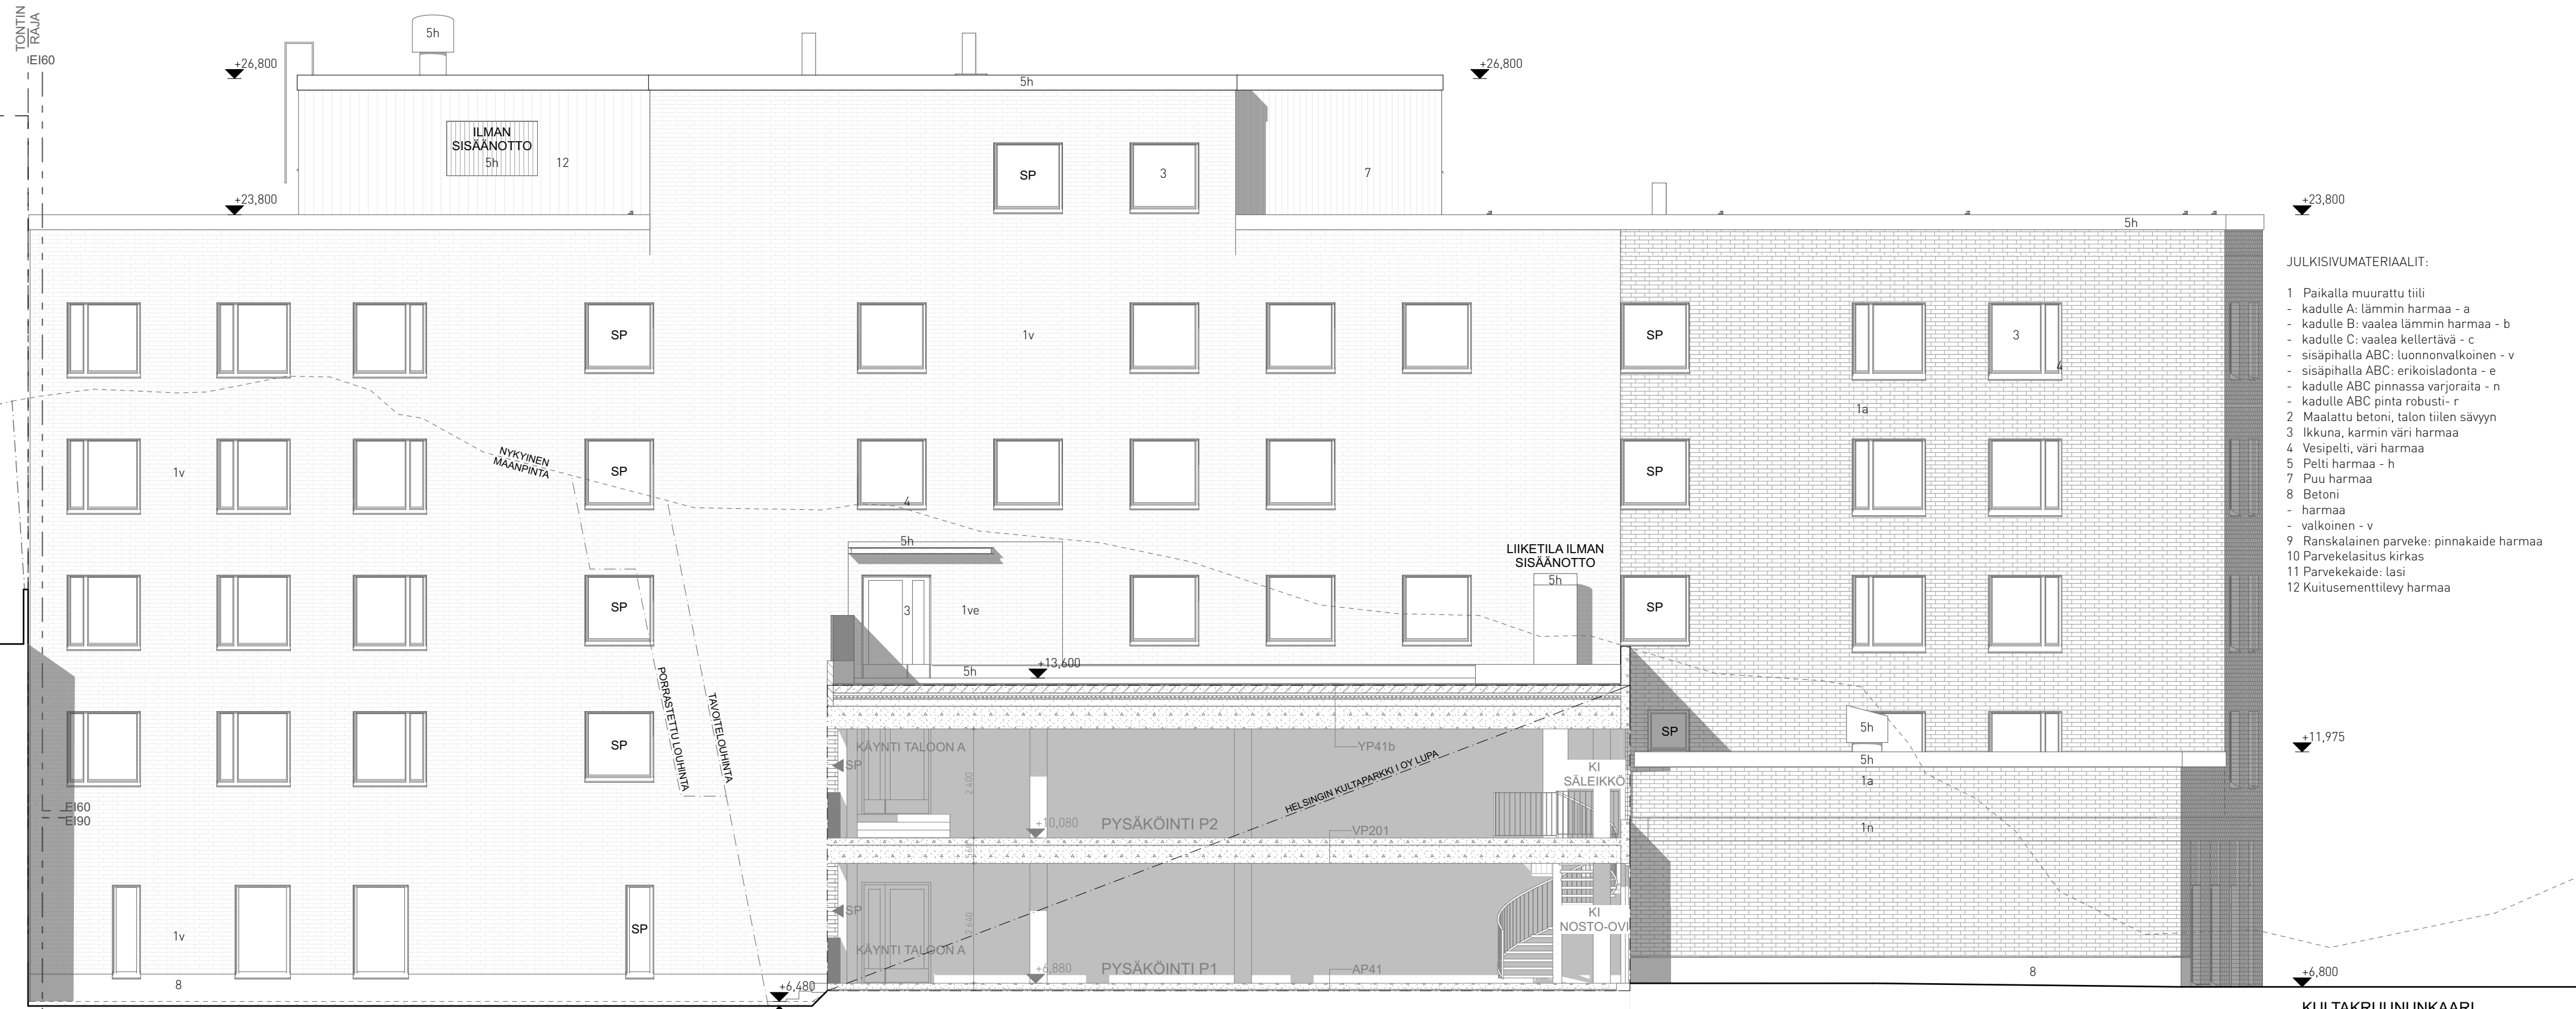 TONTIN
RAJA
EI60
5h
+26,800
+26,800
5h
ILMAN
SISÄÄNOTTO
5h
12
SP
3
7
+23,800
+23,800
5h
JULKISIVUMATERIAALIT:
1 Paikalla muurattu tiili
- kadulle A: lämmin harmaa - a
- kadulle B: vaalea lämmin harmaa - b
- kadulle C: vaalea kellertävä - c
- sisäpihalla ABC: luonnonvalkoinen - v
- sisäpihalla ABC: erikoisladonta - e
- kadulle ABC pinnassa varjoraita - n
- kadulle ABC pinta robusti- r
2 Maalattu betoni, talon tiilen sävyyn
3 Ikkuna, karmin väri harmaa
4 Vesipelti, väri harmaa
5 Pelti harmaa - h
7 Puu harmaa
8 Betoni
- harmaa
- valkoinen - v
9 Ranskalainen parveke: pinnakaide harmaa
10 Parvekelasitus kirkas
11 Parvekekaide: lasi
12 Kuitusementtilevy harmaa
SP
1v
SP
3
4
1a
NYKYINEN
MAANPINTA
1v
SP
4
SP
5h
LIIKETILA ILMAN
SISÄÄNOTTO
5h
SP
3
1ve
SP
+13,600
5h
PORRASTETTU LOUHINTA
TAVOITELOUHINTA
SP
SP
5h
+11,975
5h
KÄYNTI TALOON A
YP41b
SP
2 400
HELSINGIN KULTAPARKKI I OY LUPA
KI
SÄLEIKKÖ
1a
EI60
EI90
+10,080
PYSÄKÖINTI P2
VP201
1n
560
SP
KI
NOSTO-OVI
2 640
1v
SP
KÄYNTI TALOON A
+6,880
PYSÄKÖINTI P1
AP41
8
8
+6,480
+6,800
KULTAKRUUNUNKAARI